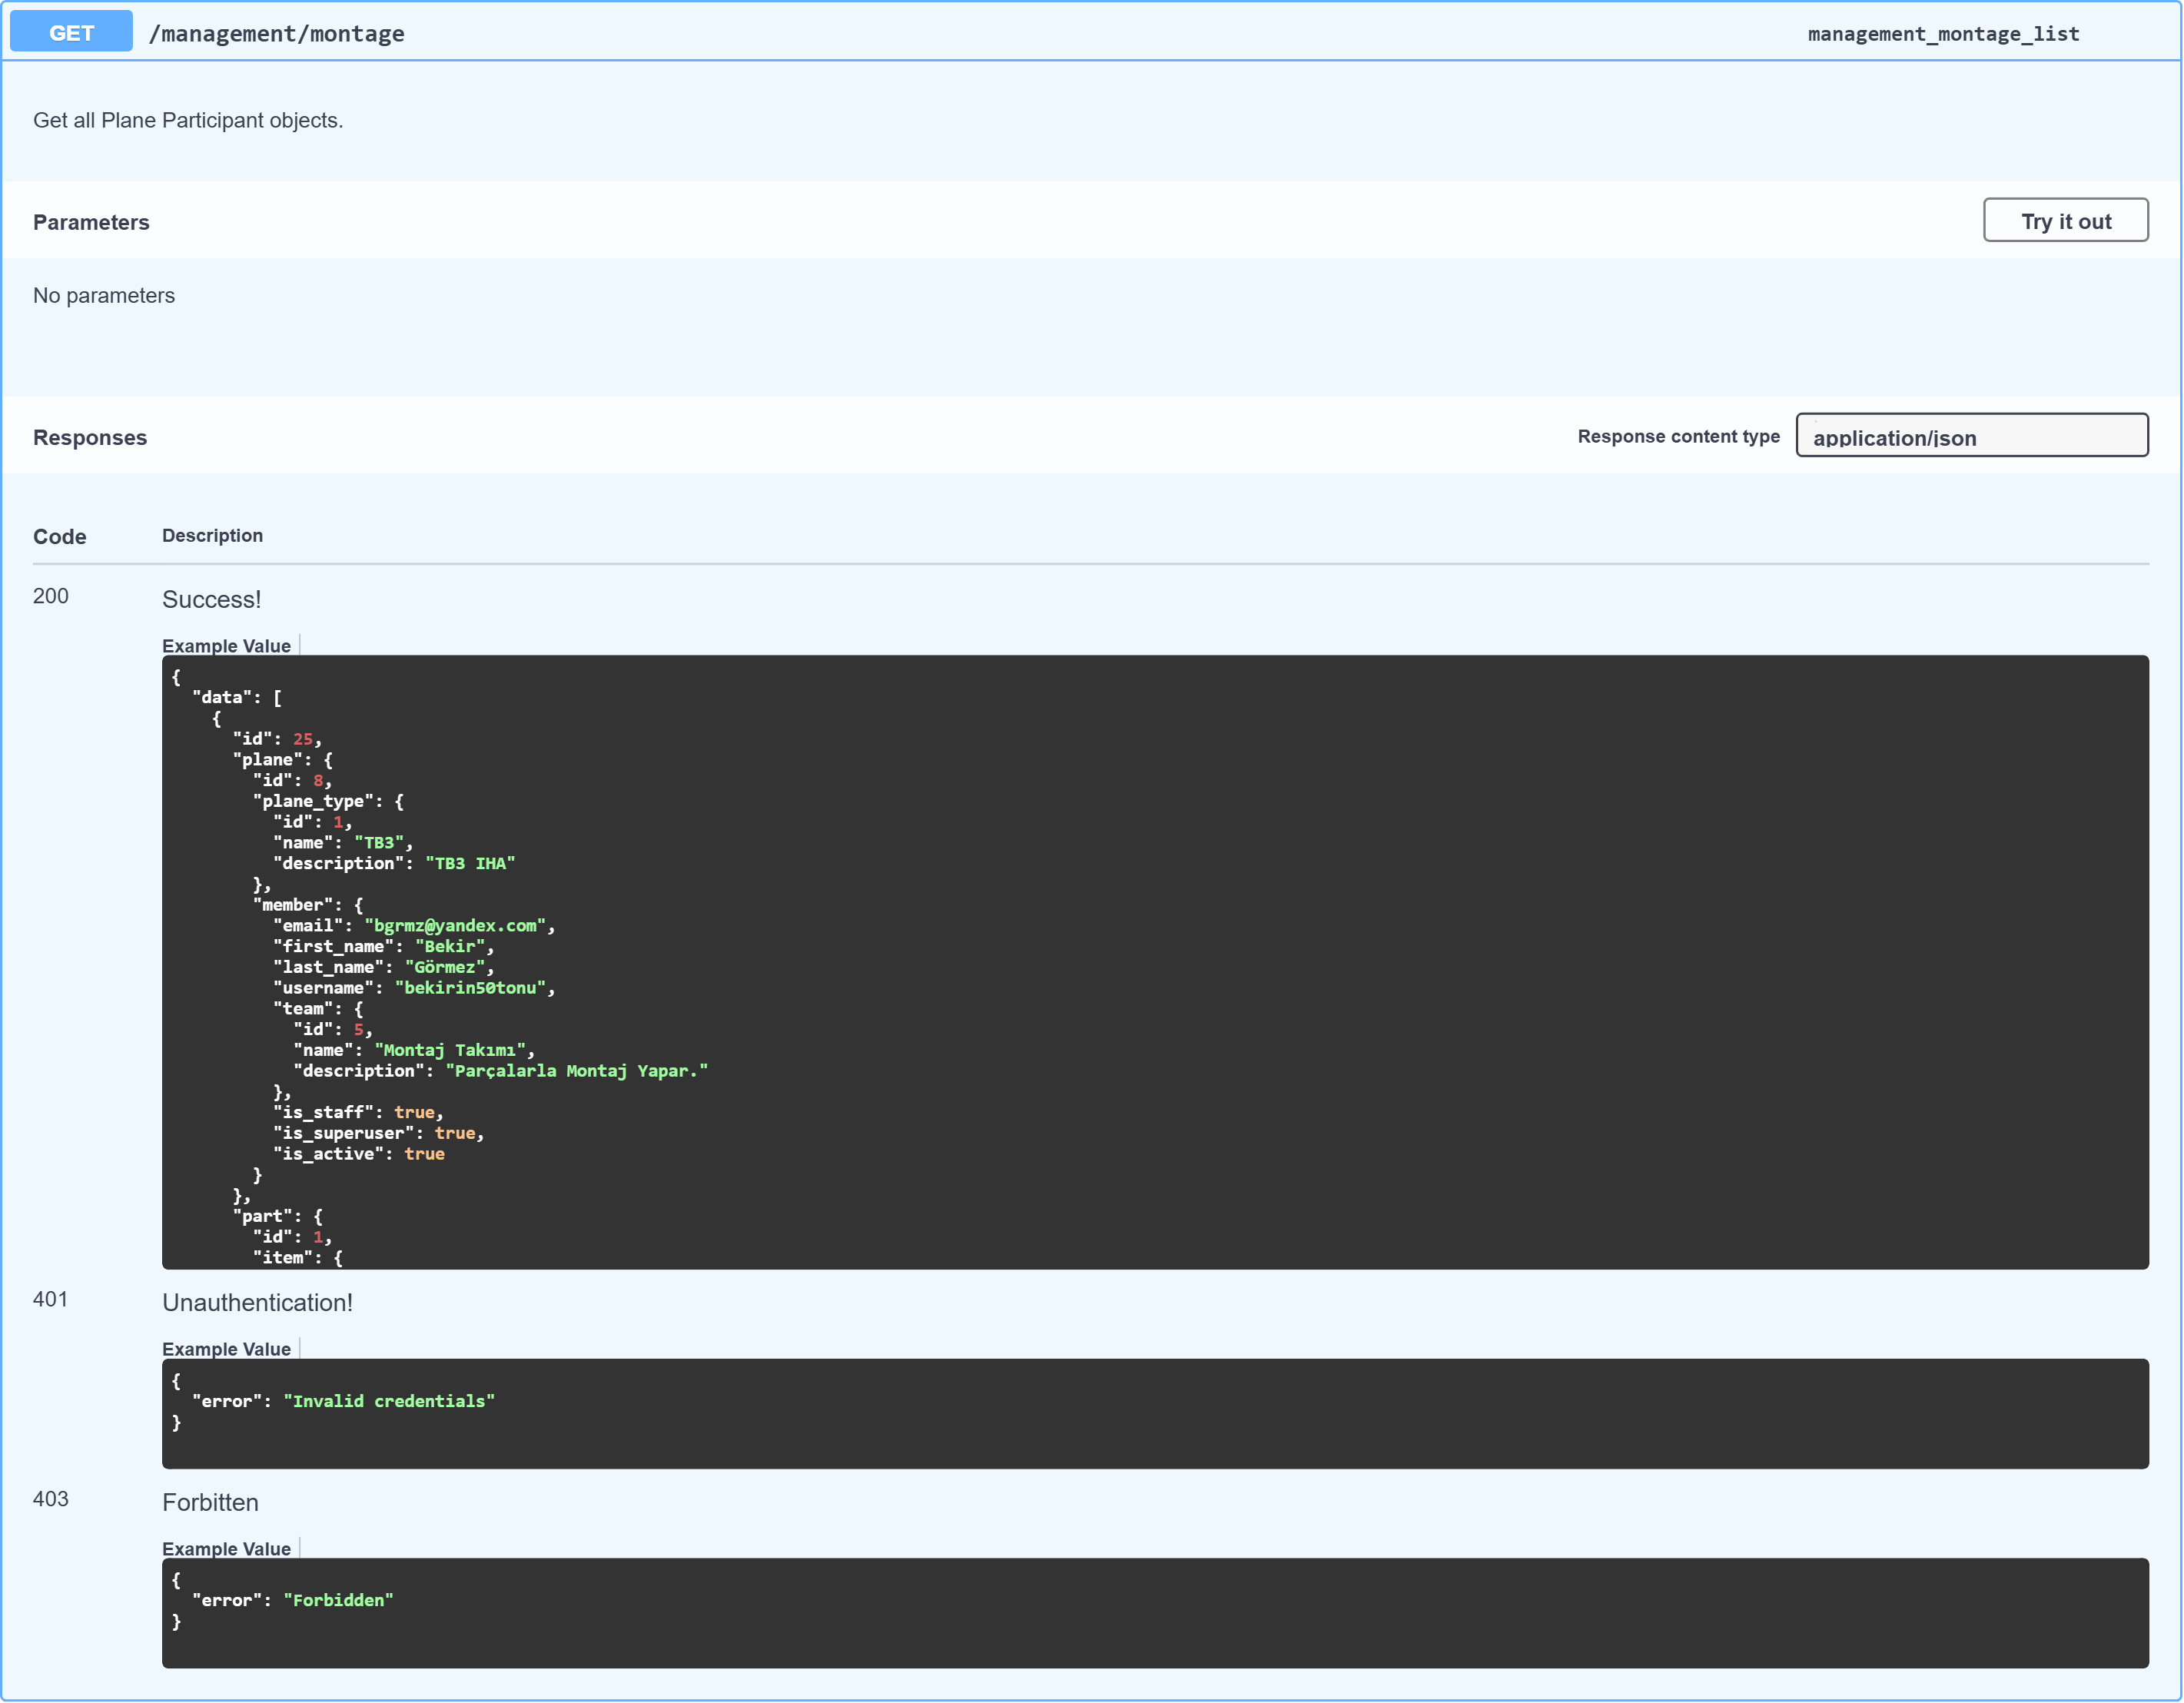 GET /management/montage management_montage_list
Get all Plane Participant objects.
Parameters Try it out
No parameters
Responses Response content type application/json
Code Description
200 Success!
Example Value
{
  "data": [
    {
      "id": 25,
      "plane": {
        "id": 8,
        "plane_type": {
          "id": 1,
          "name": "TB3",
          "description": "TB3 IHA"
        },
        "member": {
          "email": "bgrmz@yandex.com",
          "first_name": "Bekir",
          "last_name": "Görmez",
          "username": "bekirin50tonu",
          "team": {
            "id": 5,
            "name": "Montaj Takımı",
            "description": "Parçalarla Montaj Yapar."
          },
          "is_staff": true,
          "is_superuser": true,
          "is_active": true
        }
      },
      "part": {
        "id": 1,
        "item": {
401 Unauthentication!
Example Value
{
  "error": "Invalid credentials"
}
403 Forbitten
Example Value
{
  "error": "Forbidden"
}